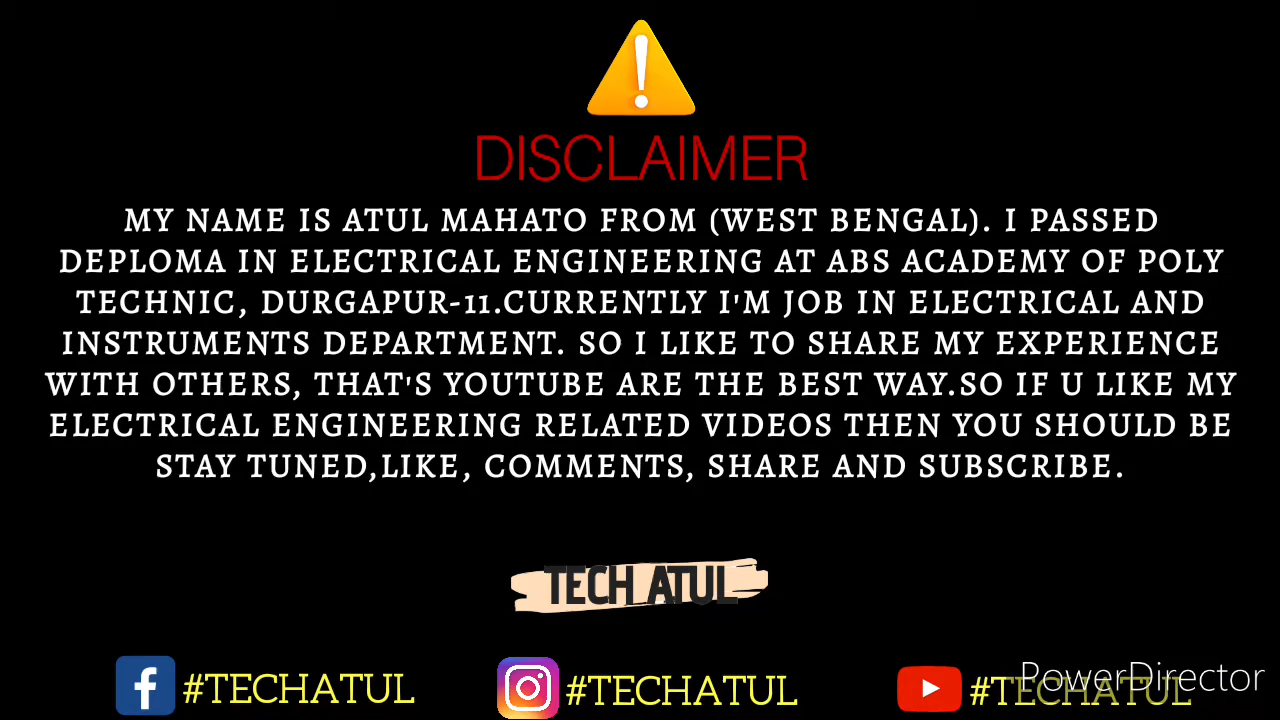 DISCLAIMER
MY NAME IS ATUL MAHATO FROM (WEST BENGAL). I PASSED
DEPLOMA IN ELECTRICAL ENGINEERING AT ABS ACADEMY OF POLY
TECHNIC, DURGAPUR-11.CURRENTLY I'M JOB IN ELECTRICAL AND
INSTRUMENTS DEPARTMENT. SO I LIKE TO SHARE MY EXPERIENCE
WITH OTHERS, THAT'S YOUTUBE ARE THE BEST WAY.SO IF U LIKE MY
ELECTRICAL ENGINEERING RELATED VIDEOS THEN YOU SHOULD BE
STAY TUNED,LIKE, COMMENTS, SHARE AND SUBSCRIBE.
TECH ATUL
#TECHATUL #TECHATUL #TECHATUL
PowerDirector